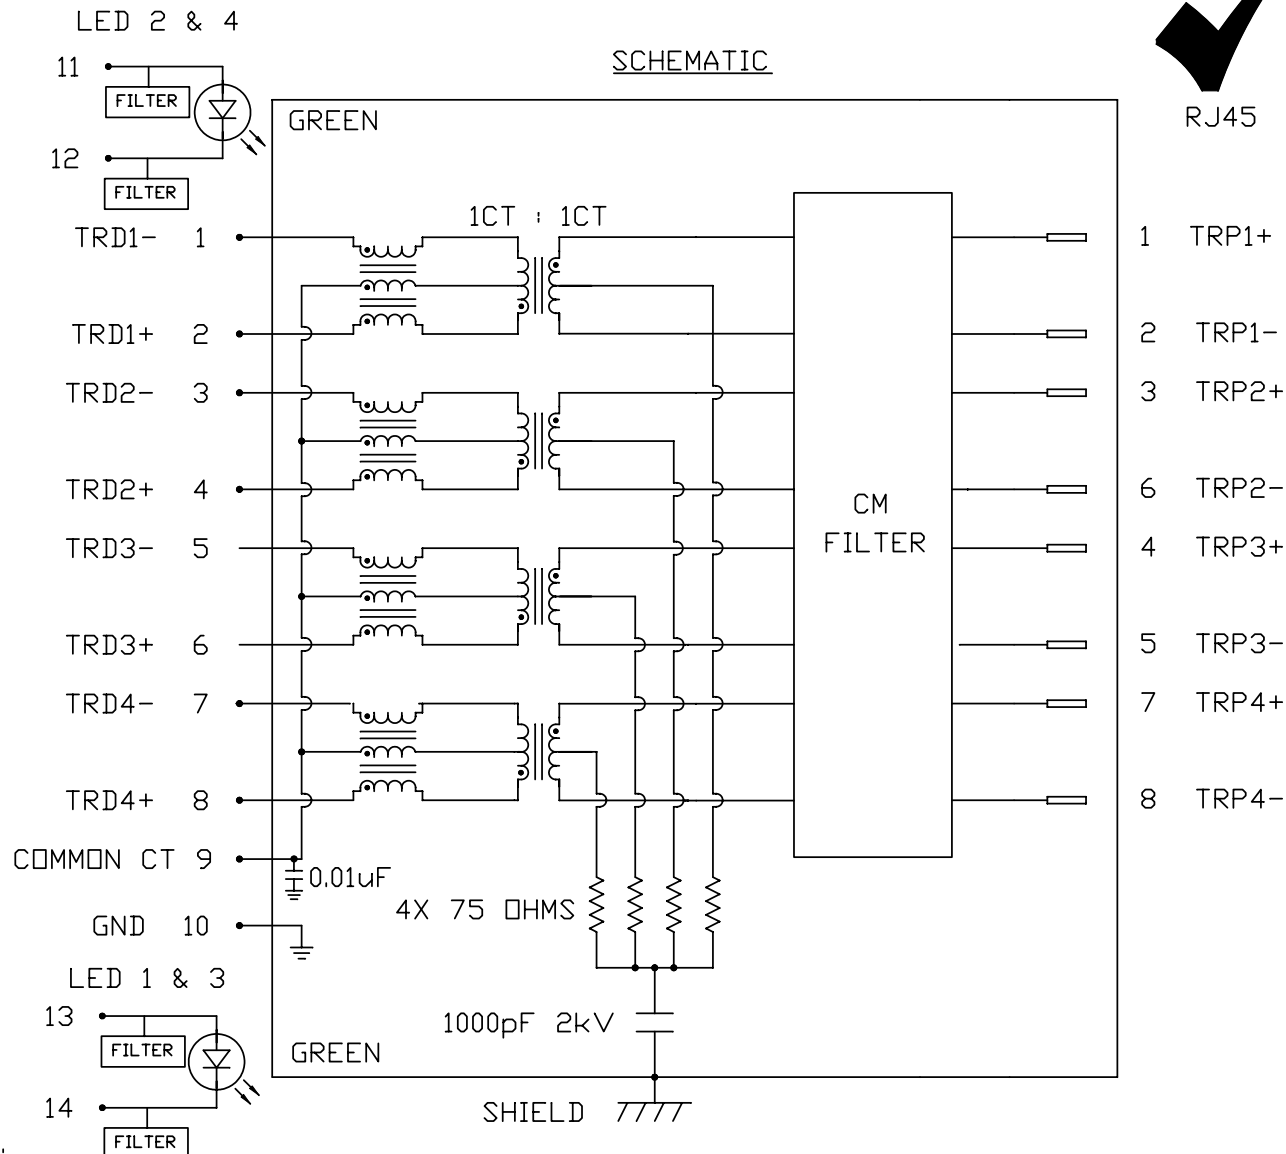 LED 2 & 4
SCHEMATIC
11
FILTER
GREEN
RJ45
12
FILTER
1CT : 1CT
TRD1- 1
1 TRP1+
TRD1+ 2
2 TRP1-
TRD2- 3
3 TRP2+
TRD2+ 4
6 TRP2-
CM
FILTER
TRD3- 5
4 TRP3+
TRD3+ 6
5 TRP3-
TRD4- 7
7 TRP4+
TRD4+ 8
8 TRP4-
COMMON CT 9
0.01uF
4X 75 OHMS
GND 10
LED 1 & 3
13
FILTER
1000pF 2kV
GREEN
14
SHIELD
FILTER